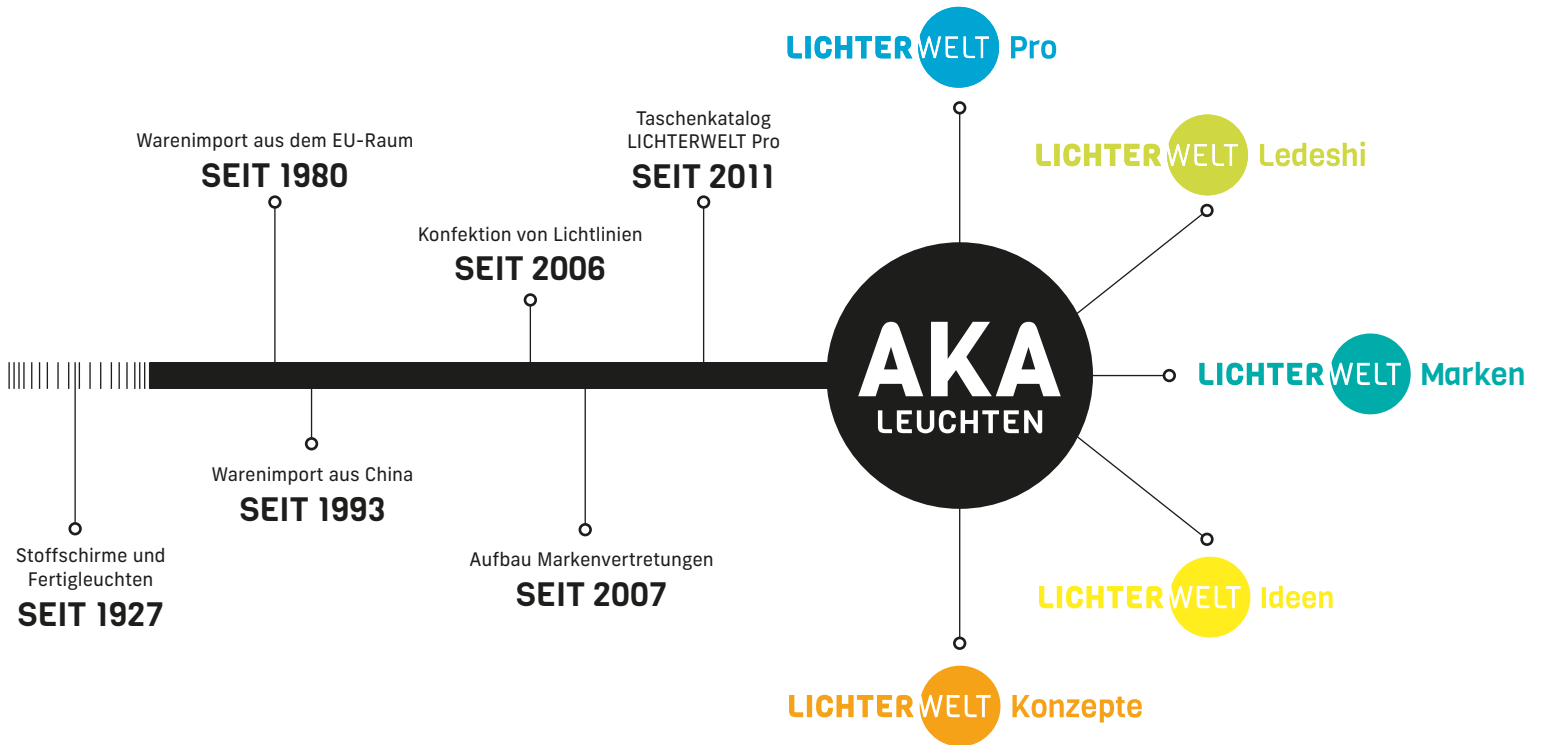 LICHTERWELT Pro
Taschenkatalog
LICHTERWELT Pro
SEIT 2011
Warenimport aus dem EU-Raum
SEIT 1980
LICHTERWELT Ledeshi
Konfektion von Lichtlinien
SEIT 2006
AKA
LEUCHTEN
LICHTERWELT Marken
Warenimport aus China
SEIT 1993
Stoffschirme und
Fertigleuchten
SEIT 1927
Aufbau Markenvertretungen
SEIT 2007
LICHTERWELT Ideen
LICHTERWELT Konzepte